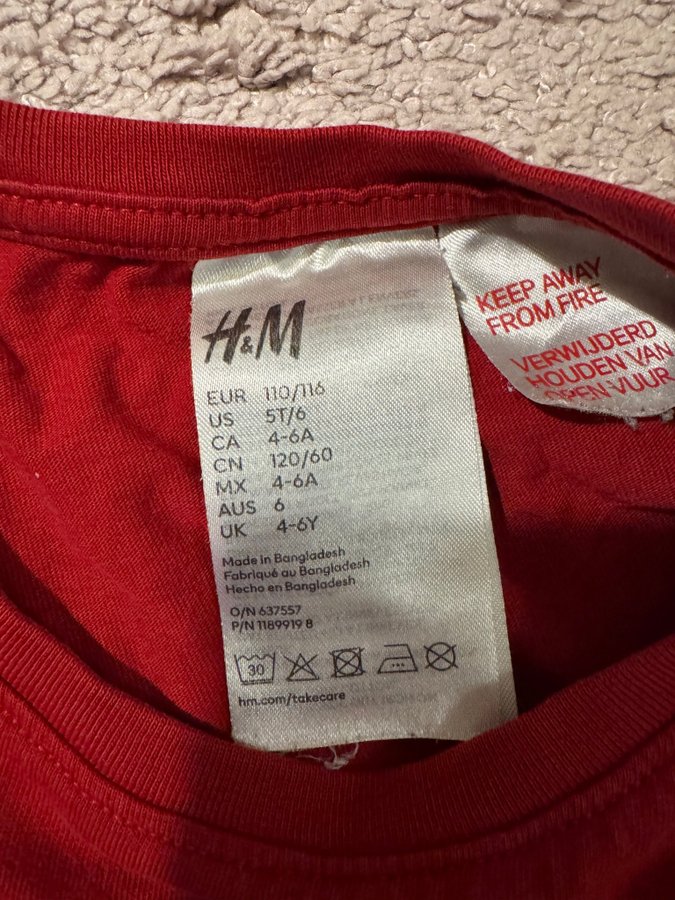 H&M
EUR 110/116
US 5T/6
CA 4-6A
CN 120/60
MX 4-6A
AUS 6
UK 4-6Y
Made in Bangladesh
Fabriqué au Bangladesh
Hecho en Bangladesh
O/N 637557
P/N 1189919 8
30
hm.com/takecare
KEEP AWAY
FROM FIRE
VERWIJDERD
HOUDEN VAN
OPEN VUUR